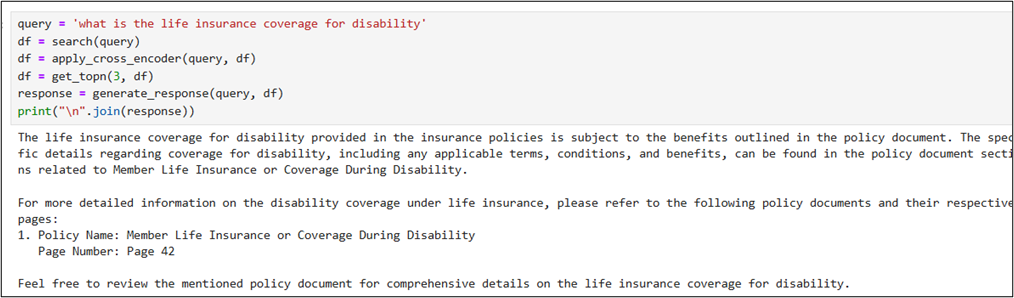 query = 'what is the life insurance coverage for disability'
df = search(query)
df = apply_cross_encoder(query, df)
df = get_topn(3, df)
response = generate_response(query, df)
print("\n".join(response))
The life insurance coverage for disability provided in the insurance policies is subject to the benefits outlined in the policy document. The spec
fic details regarding coverage for disability, including any applicable terms, conditions, and benefits, can be found in the policy document secti
ns related to Member Life Insurance or Coverage During Disability.
For more detailed information on the disability coverage under life insurance, please refer to the following policy documents and their respective
pages:
1. Policy Name: Member Life Insurance or Coverage During Disability
Page Number: Page 42
Feel free to review the mentioned policy document for comprehensive details on the life insurance coverage for disability.